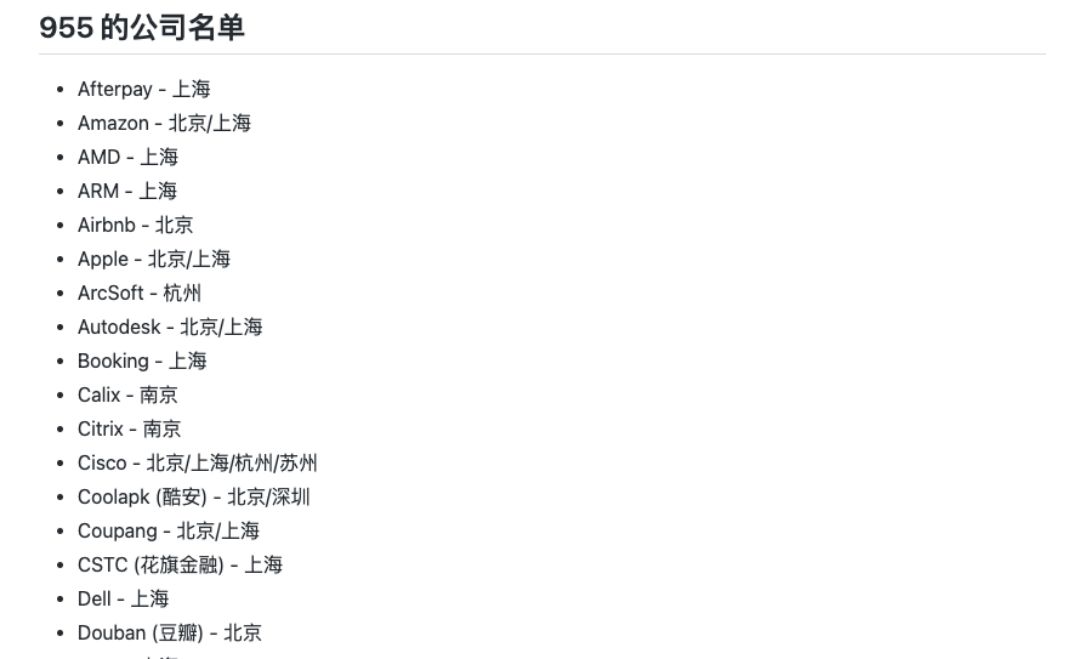 955 的公司名单
Afterpay - 上海
Amazon - 北京/上海
AMD - 上海
ARM - 上海
Airbnb - 北京
Apple - 北京/上海
ArcSoft - 杭州
Autodesk - 北京/上海
Booking - 上海
Calix - 南京
Citrix - 南京
Cisco - 北京/上海/杭州/苏州
Coolapk (酷安) - 北京/深圳
Coupang - 北京/上海
CSTC (花旗金融) - 上海
Dell - 上海
Douban (豆瓣) - 北京